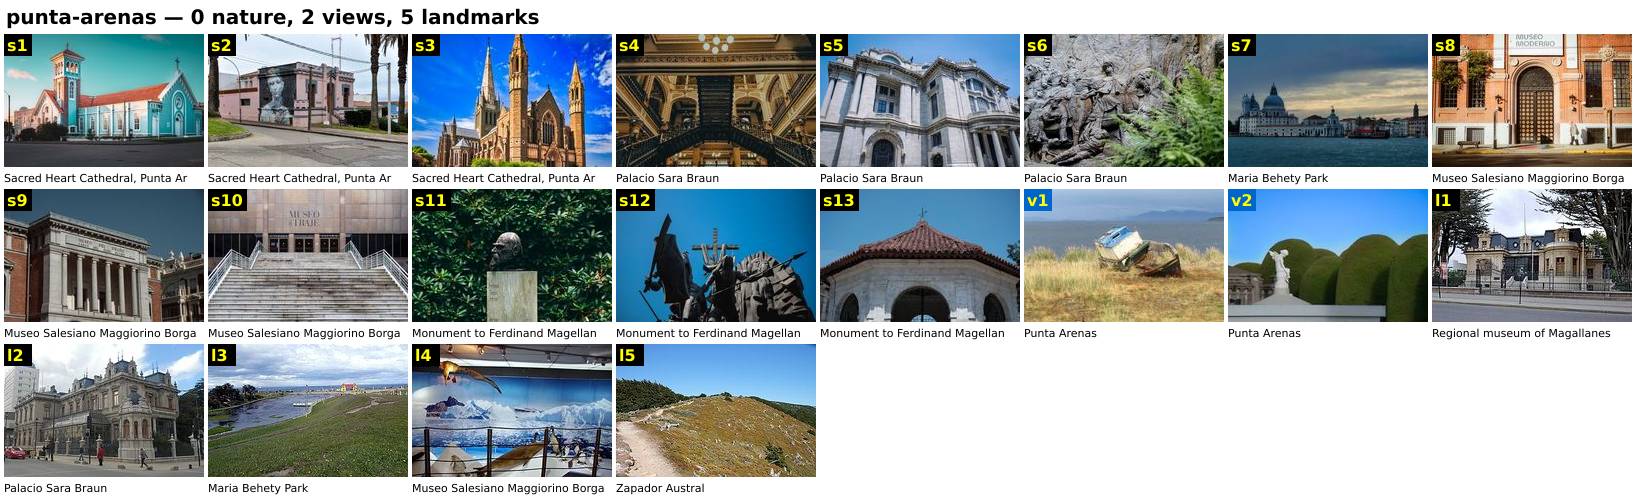 punta-arenas — 0 nature, 2 views, 5 landmarks
s1
s2
s3
s4
s5
s6
s7
s8
MUSEO
MODERNO
Sacred Heart Cathedral, Punta Ar
Sacred Heart Cathedral, Punta Ar
Sacred Heart Cathedral, Punta Ar
Palacio Sara Braun
Palacio Sara Braun
Palacio Sara Braun
Maria Behety Park
Museo Salesiano Maggiorino Borga
s9
s10
MUSEO
TRAJE
s11
s12
s13
v1
v2
l1
Museo Salesiano Maggiorino Borga
Museo Salesiano Maggiorino Borga
Monument to Ferdinand Magellan
Monument to Ferdinand Magellan
Monument to Ferdinand Magellan
Punta Arenas
Punta Arenas
Regional museum of Magallanes
l2
l3
l4
l5
Palacio Sara Braun
Maria Behety Park
Museo Salesiano Maggiorino Borga
Zapador Austral